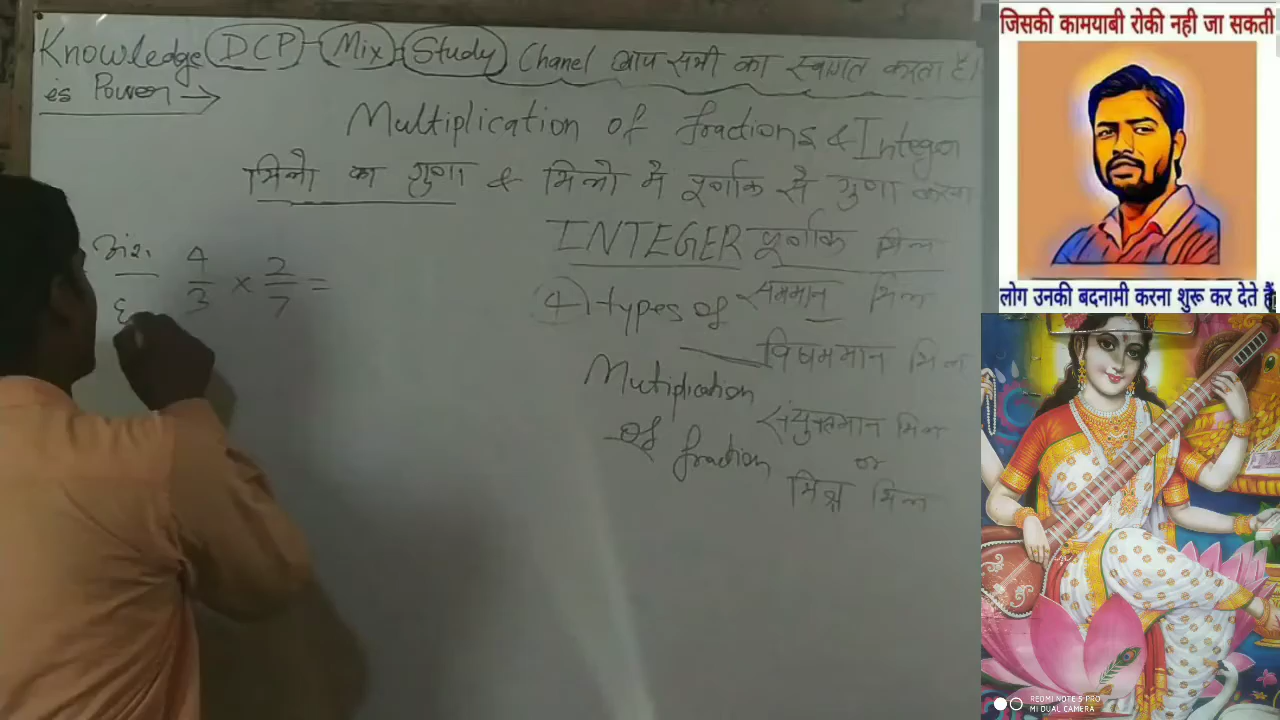 Knowledge DCP Mix Study Chanel आप सभी का स्वागत करता है।
is Power →
Multiplication of fractions & Integer
भिन्नो का गुणा & भिन्नो मे पूर्णांक से गुणा करना
INTEGER पूर्णांक भिन्न
अंश. 4/3 × 2/7 =
ह
4 types of सममान भिन्न
विषममान भिन्न
Multiplication
संयुक्तमान भिन्न
of fraction or
मिश्र भिन्न
जिसकी कामयाबी रोकी नही जा सकती
लोग उनकी बदनामी करना शुरू कर देते हैं
REDMI NOTE 5 PRO
MI DUAL CAMERA